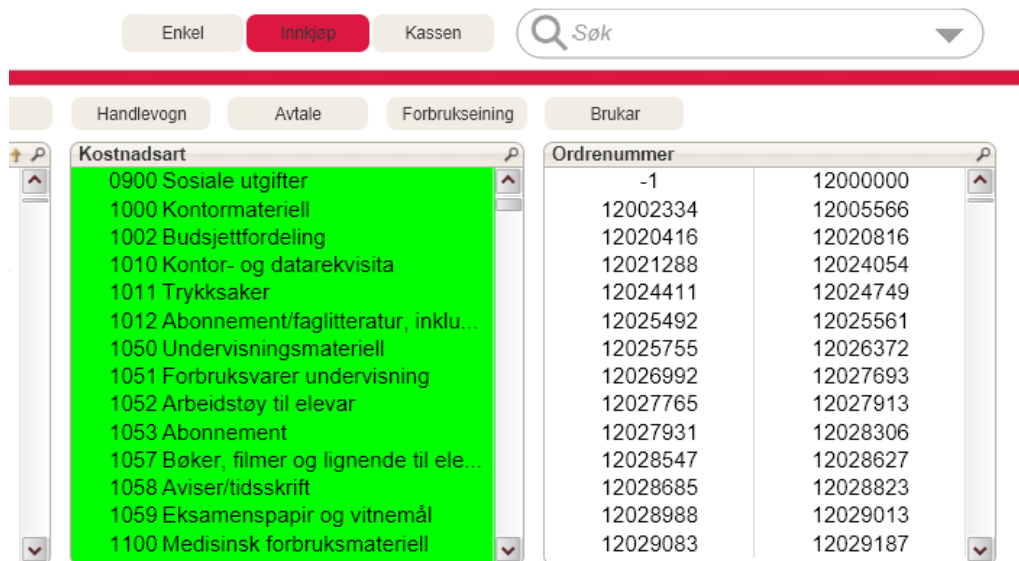 Enkel Innkjøp Kassen Søk
Handlevogn Avtale Forbrukseining Brukar
Kostnadsart
0900 Sosiale utgifter
1000 Kontormateriell
1002 Budsjettfordeling
1010 Kontor- og datarekvisita
1011 Trykksaker
1012 Abonnement/faglitteratur, inklu...
1050 Undervisningsmateriell
1051 Forbruksvarer undervisning
1052 Arbeidstøy til elevar
1053 Abonnement
1057 Bøker, filmer og lignende til ele...
1058 Aviser/tidsskrift
1059 Eksamenspapir og vitnemål
1100 Medisinsk forbruksmateriell
Ordrenummer
-1 12000000
12002334 12005566
12020416 12020816
12021288 12024054
12024411 12024749
12025492 12025561
12025755 12026372
12026992 12027693
12027765 12027913
12027931 12028306
12028547 12028627
12028685 12028823
12028988 12029013
12029083 12029187